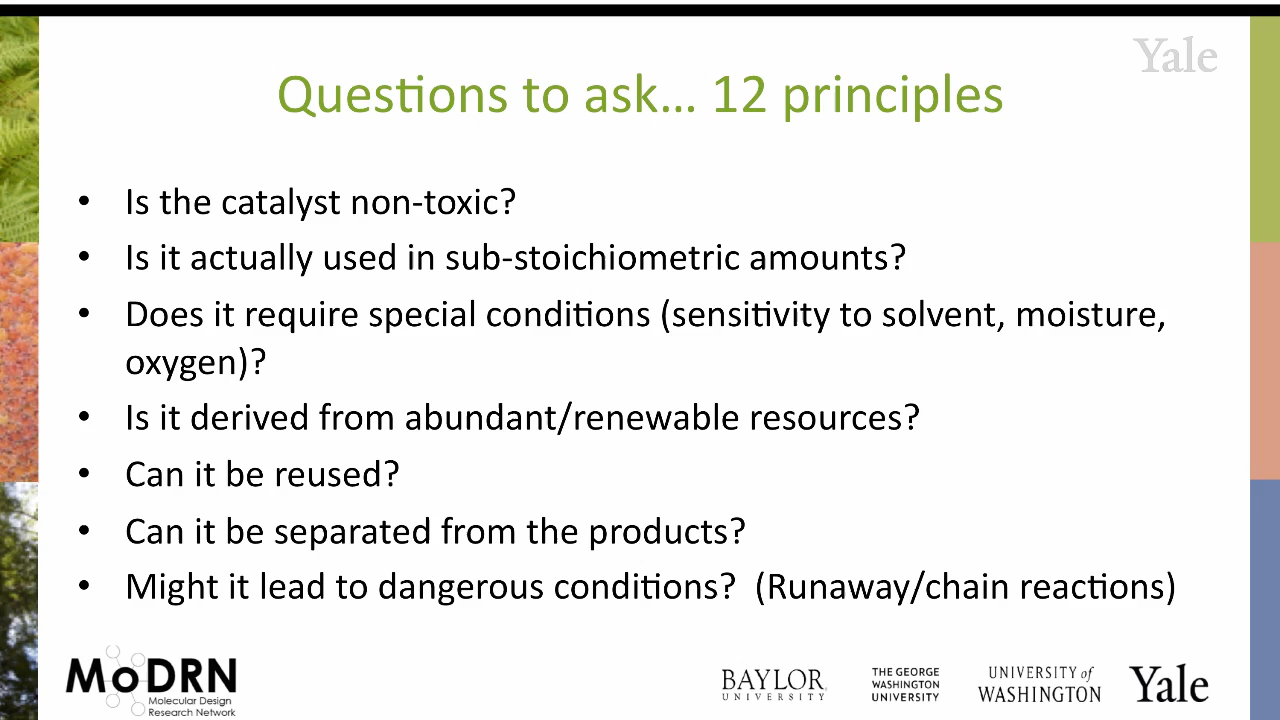 Yale
Questions to ask... 12 principles
• Is the catalyst non-toxic?
• Is it actually used in sub-stoichiometric amounts?
• Does it require special conditions (sensitivity to solvent, moisture,
oxygen)?
• Is it derived from abundant/renewable resources?
• Can it be reused?
• Can it be separated from the products?
• Might it lead to dangerous conditions?  (Runaway/chain reactions)
MoDRN
Molecular Design
Research Network
BAYLOR
UNIVERSITY
THE GEORGE
WASHINGTON
UNIVERSITY
UNIVERSITY of
WASHINGTON
Yale